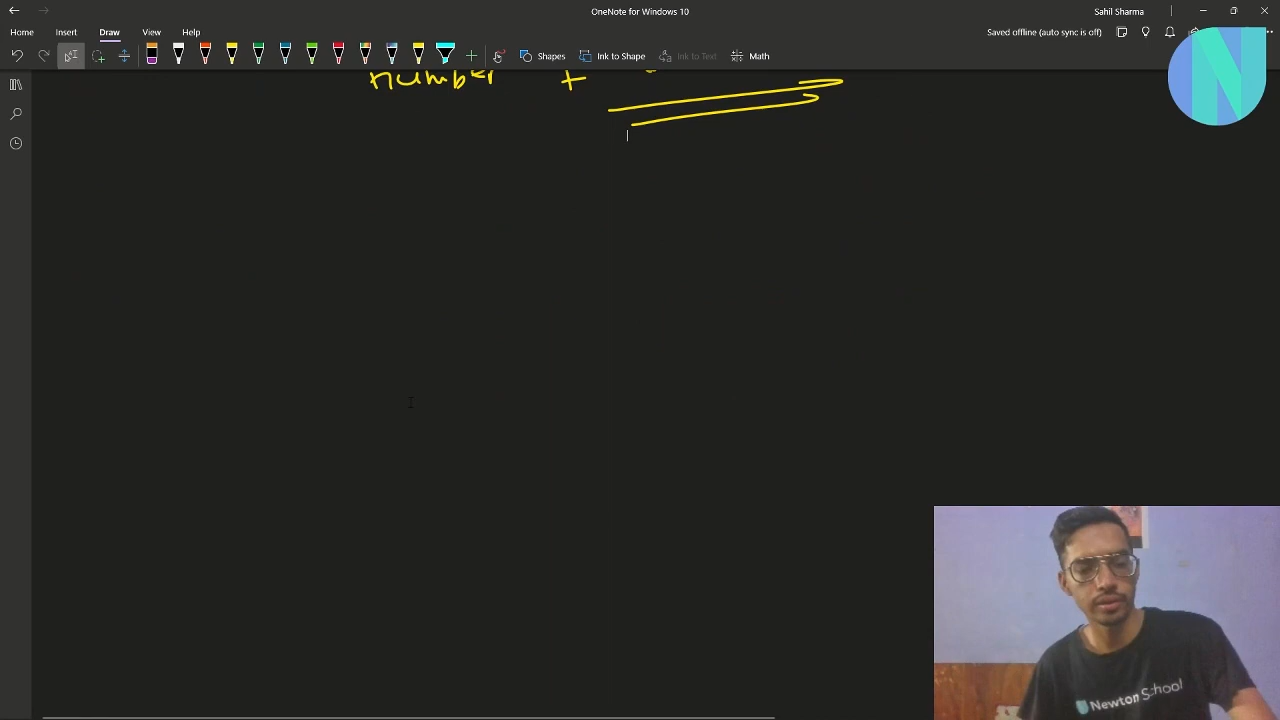 OneNote for Windows 10
Sahil Sharma
Home Insert Draw View Help
Saved offline (auto sync is off)
Shapes Ink to Shape Ink to Text Math
number +
Newton School